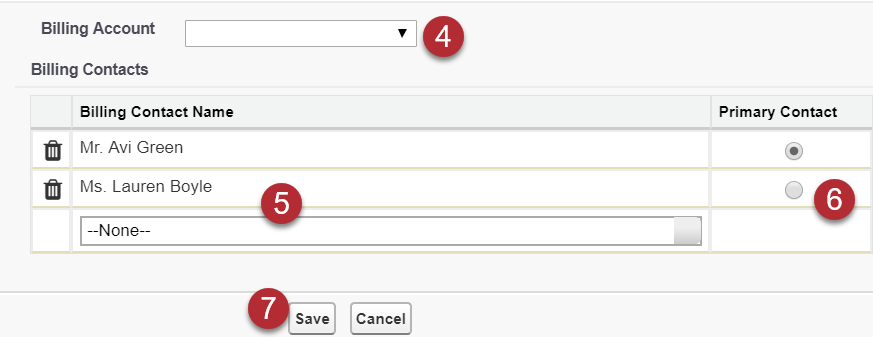 Billing Account
4
Billing Contacts
Billing Contact Name Primary Contact
Mr. Avi Green
Ms. Lauren Boyle
5
6
--None--
7
Save Cancel